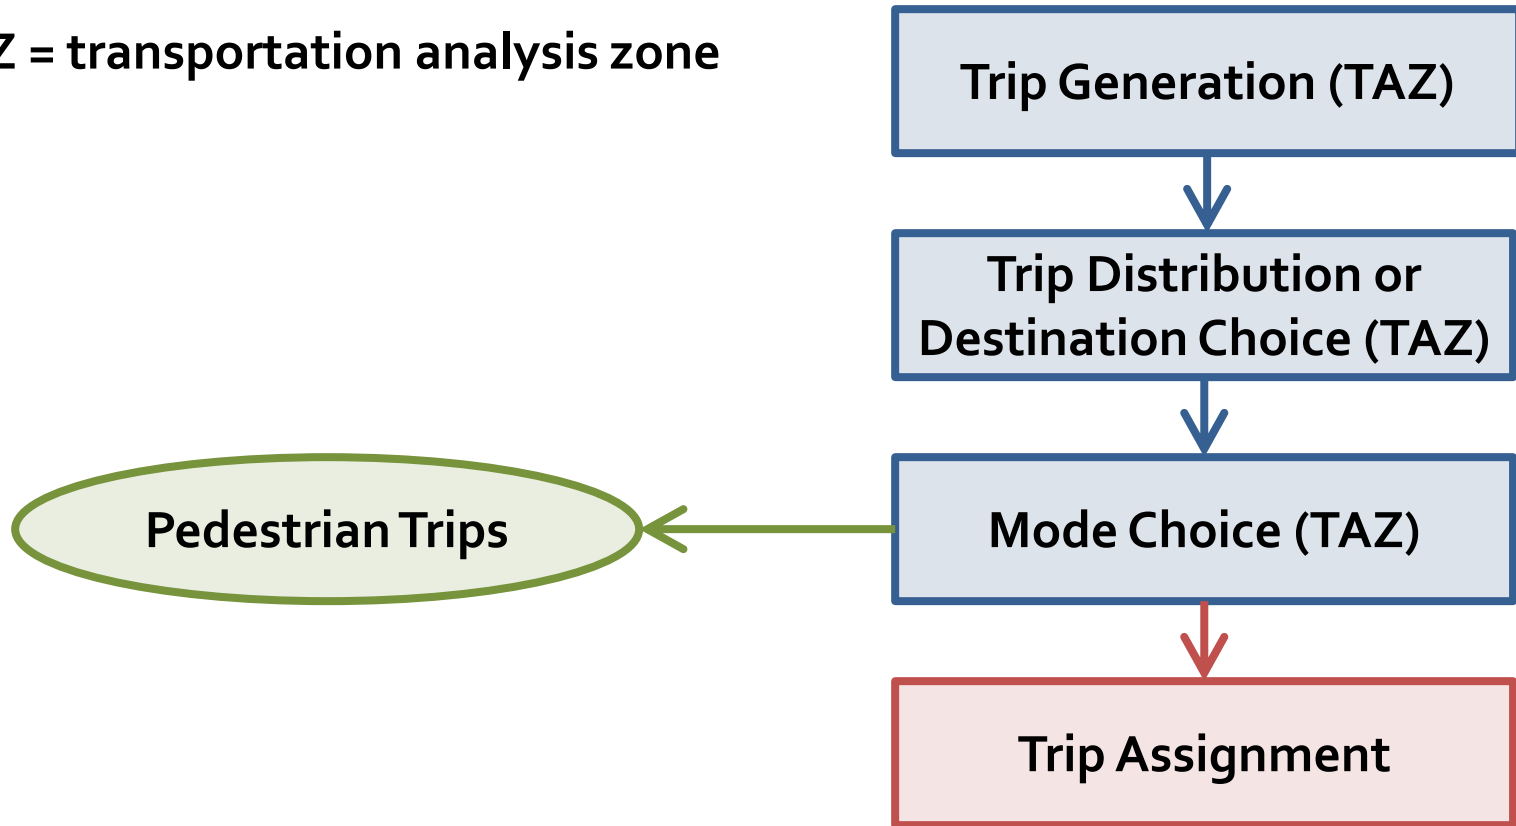 Z = transportation analysis zone
Trip Generation (TAZ)
Trip Distribution or
Destination Choice (TAZ)
Pedestrian Trips
Mode Choice (TAZ)
Trip Assignment